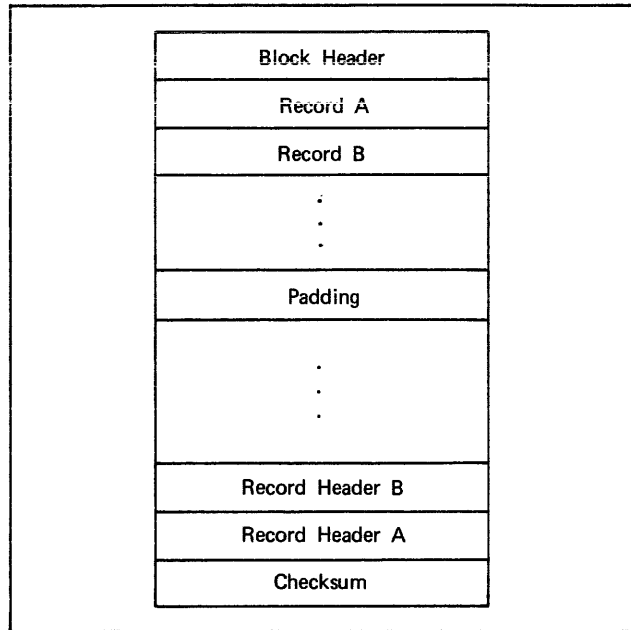 Block Header
Record A
Record B
.
.
.
Padding
.
.
.
Record Header B
Record Header A
Checksum